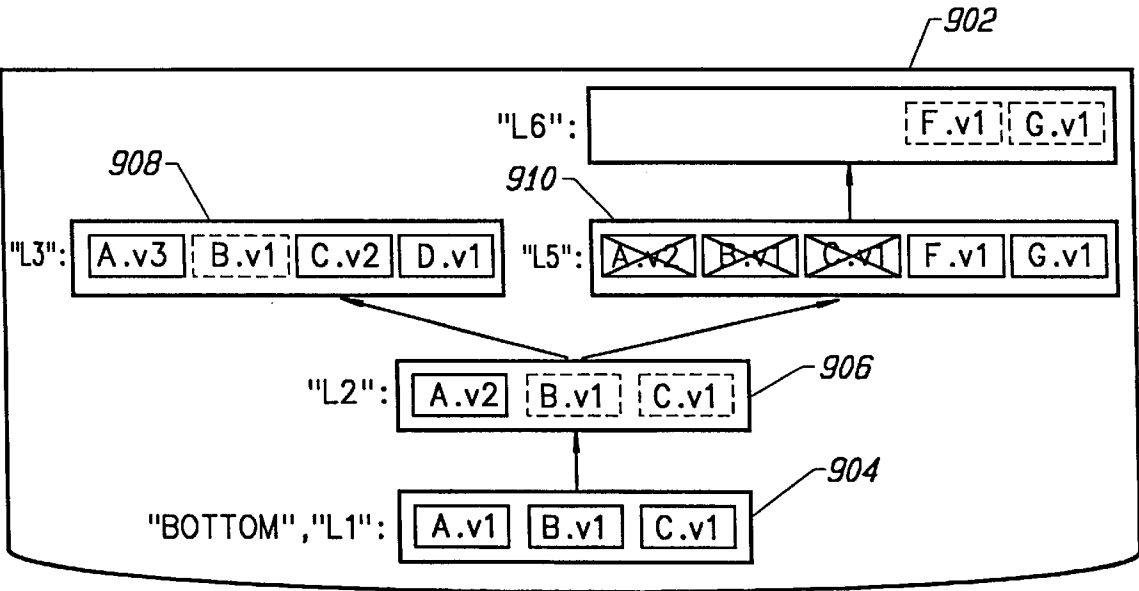 902
"L6": F.v1 G.v1
908 910
"L3": A.v3 B.v1 C.v2 D.v1 "L5": A.v2 B.v1 C.v1 F.v1 G.v1
"L2": A.v2 B.v1 C.v1 906
904
"BOTTOM","L1": A.v1 B.v1 C.v1